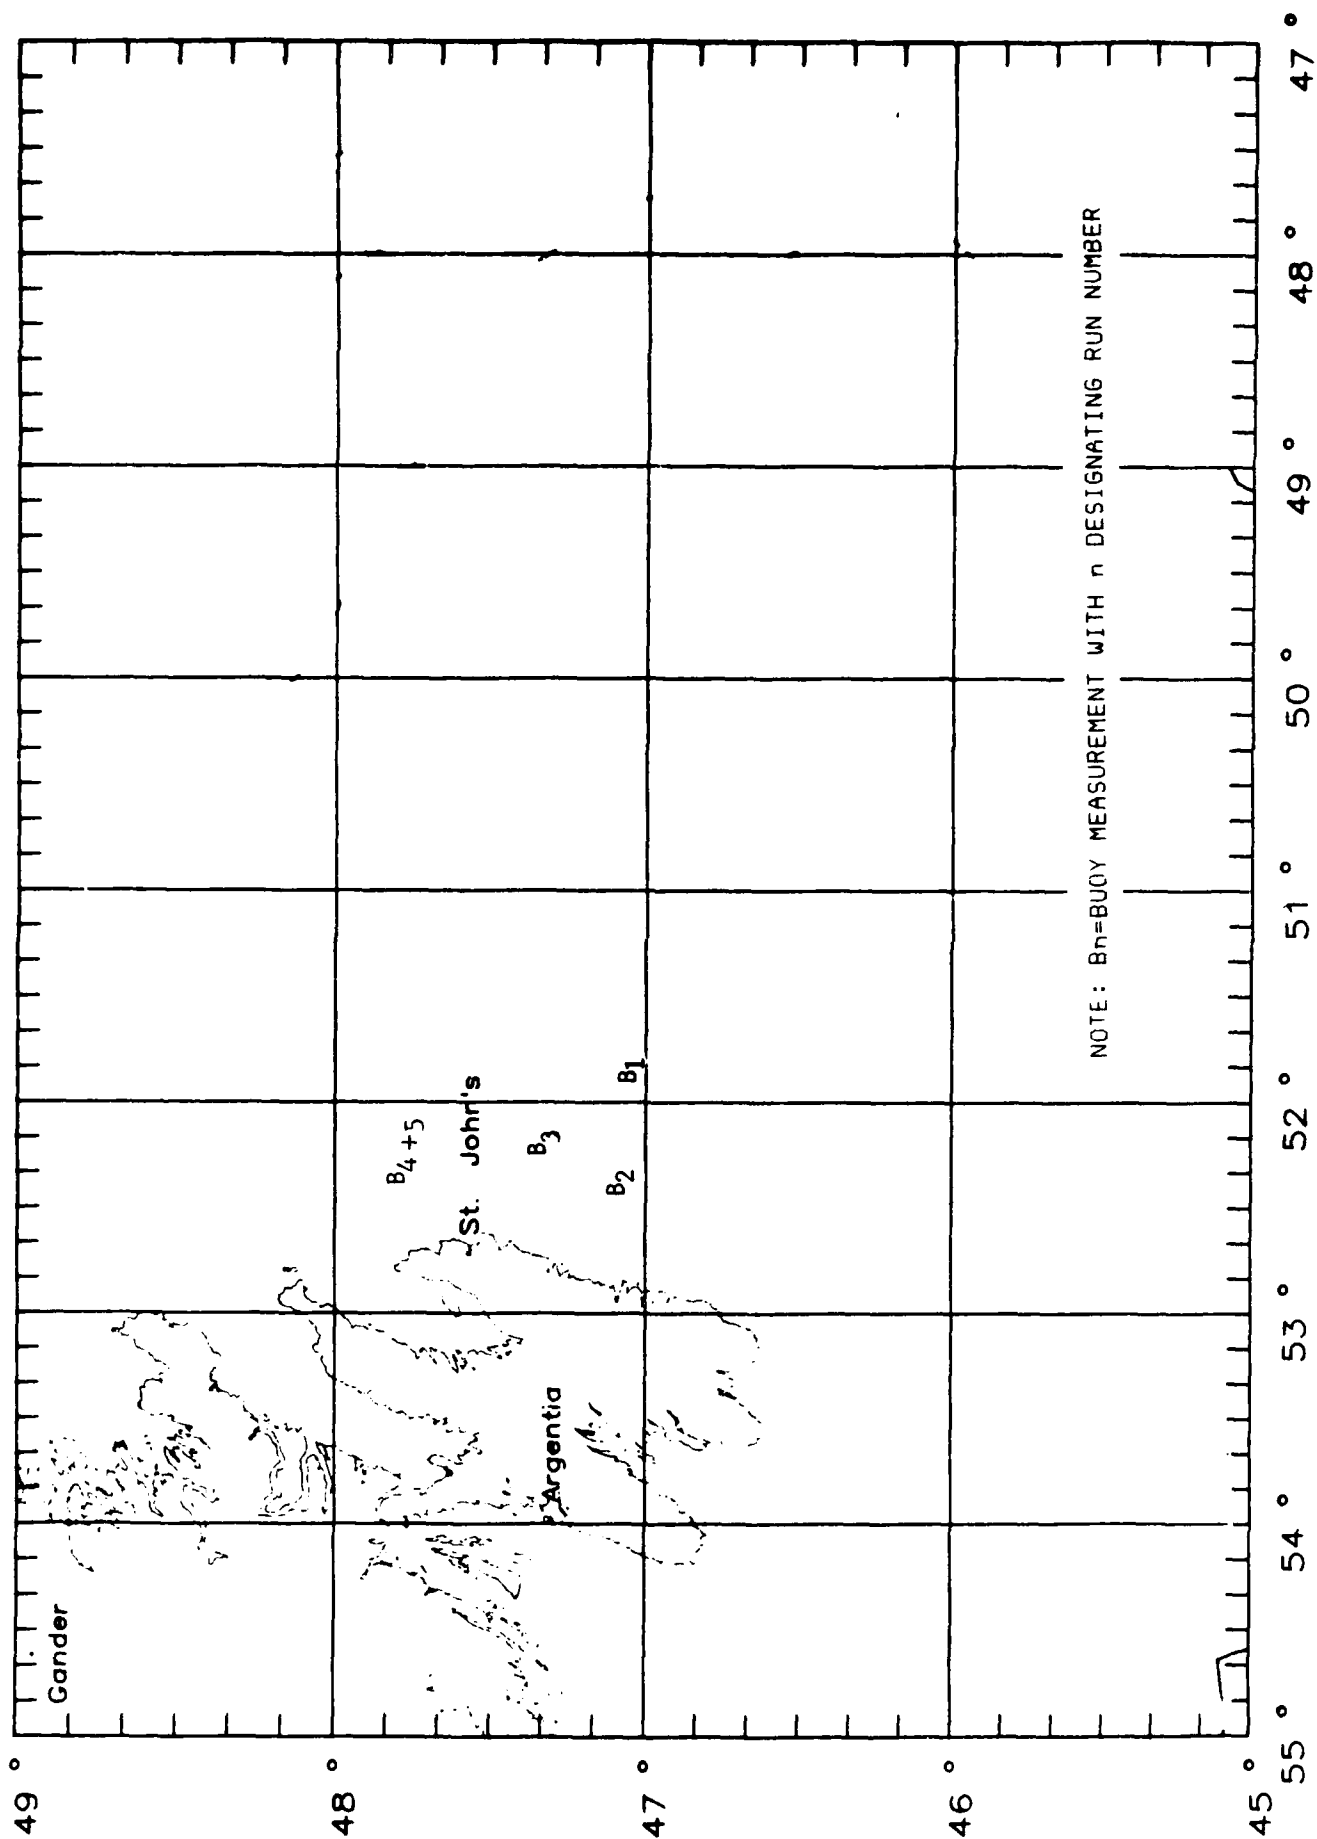 49°
48°
47°
46°
45°
55°
54°
53°
52°
51°
50°
49°
48°
47°
Gander
Argentia
St. John's
B4+5
B3
B2
B1
NOTE: Bn=BUOY MEASUREMENT WITH n DESIGNATING RUN NUMBER